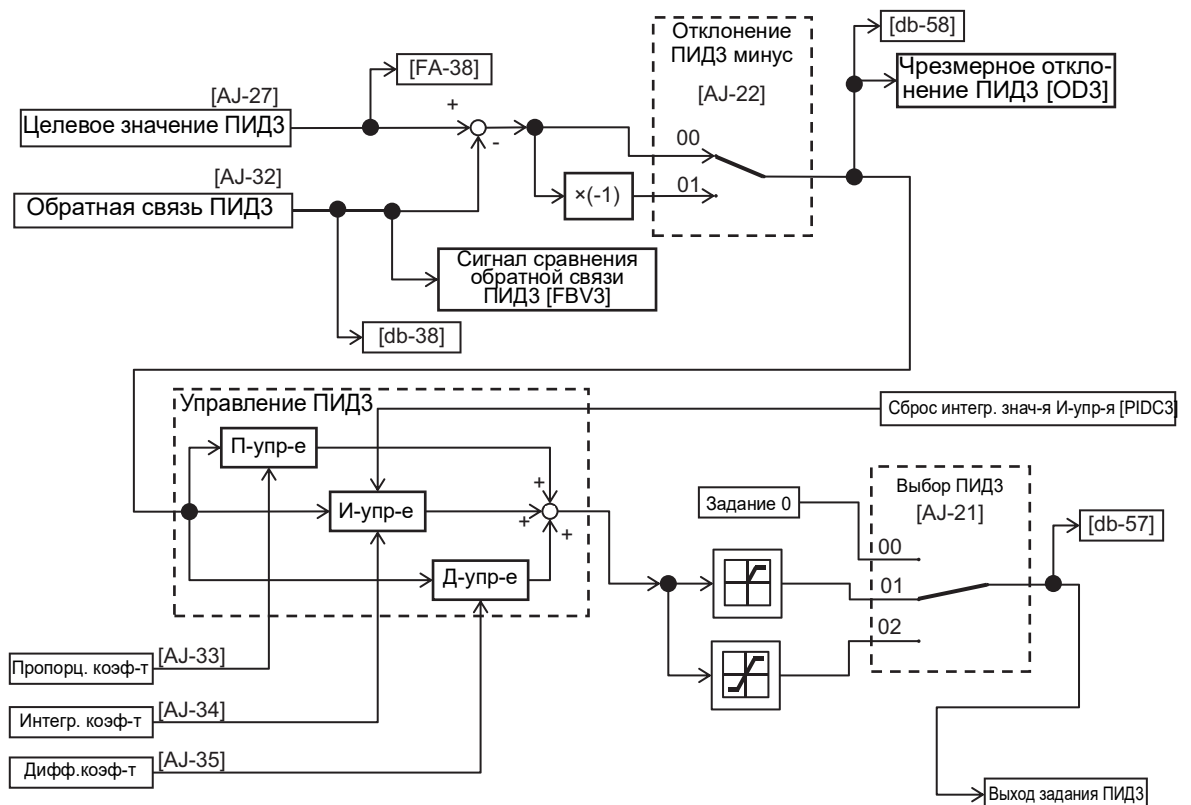 Отклонение
ПИД3 минус
[AJ-22]
[db-58]
Чрезмерное откло-
нение ПИД3 [OD3]
[FA-38]
[AJ-27]
Целевое значение ПИД3
+
-
00
01
×(-1)
[AJ-32]
Обратная связь ПИД3
Сигнал сравнения
обратной связи
ПИД3 [FBV3]
[db-38]
Управление ПИД3
Сброс интегр. знач-я И-упр-я [PIDC3]
П-упр-е
И-упр-е
Д-упр-е
+
+
+
Задание 0
Выбор ПИД3
[AJ-21]
00
01
02
[db-57]
Пропорц. коэф-т
[AJ-33]
Интегр. коэф-т
[AJ-34]
Дифф.коэф-т
[AJ-35]
Выход задания ПИД3